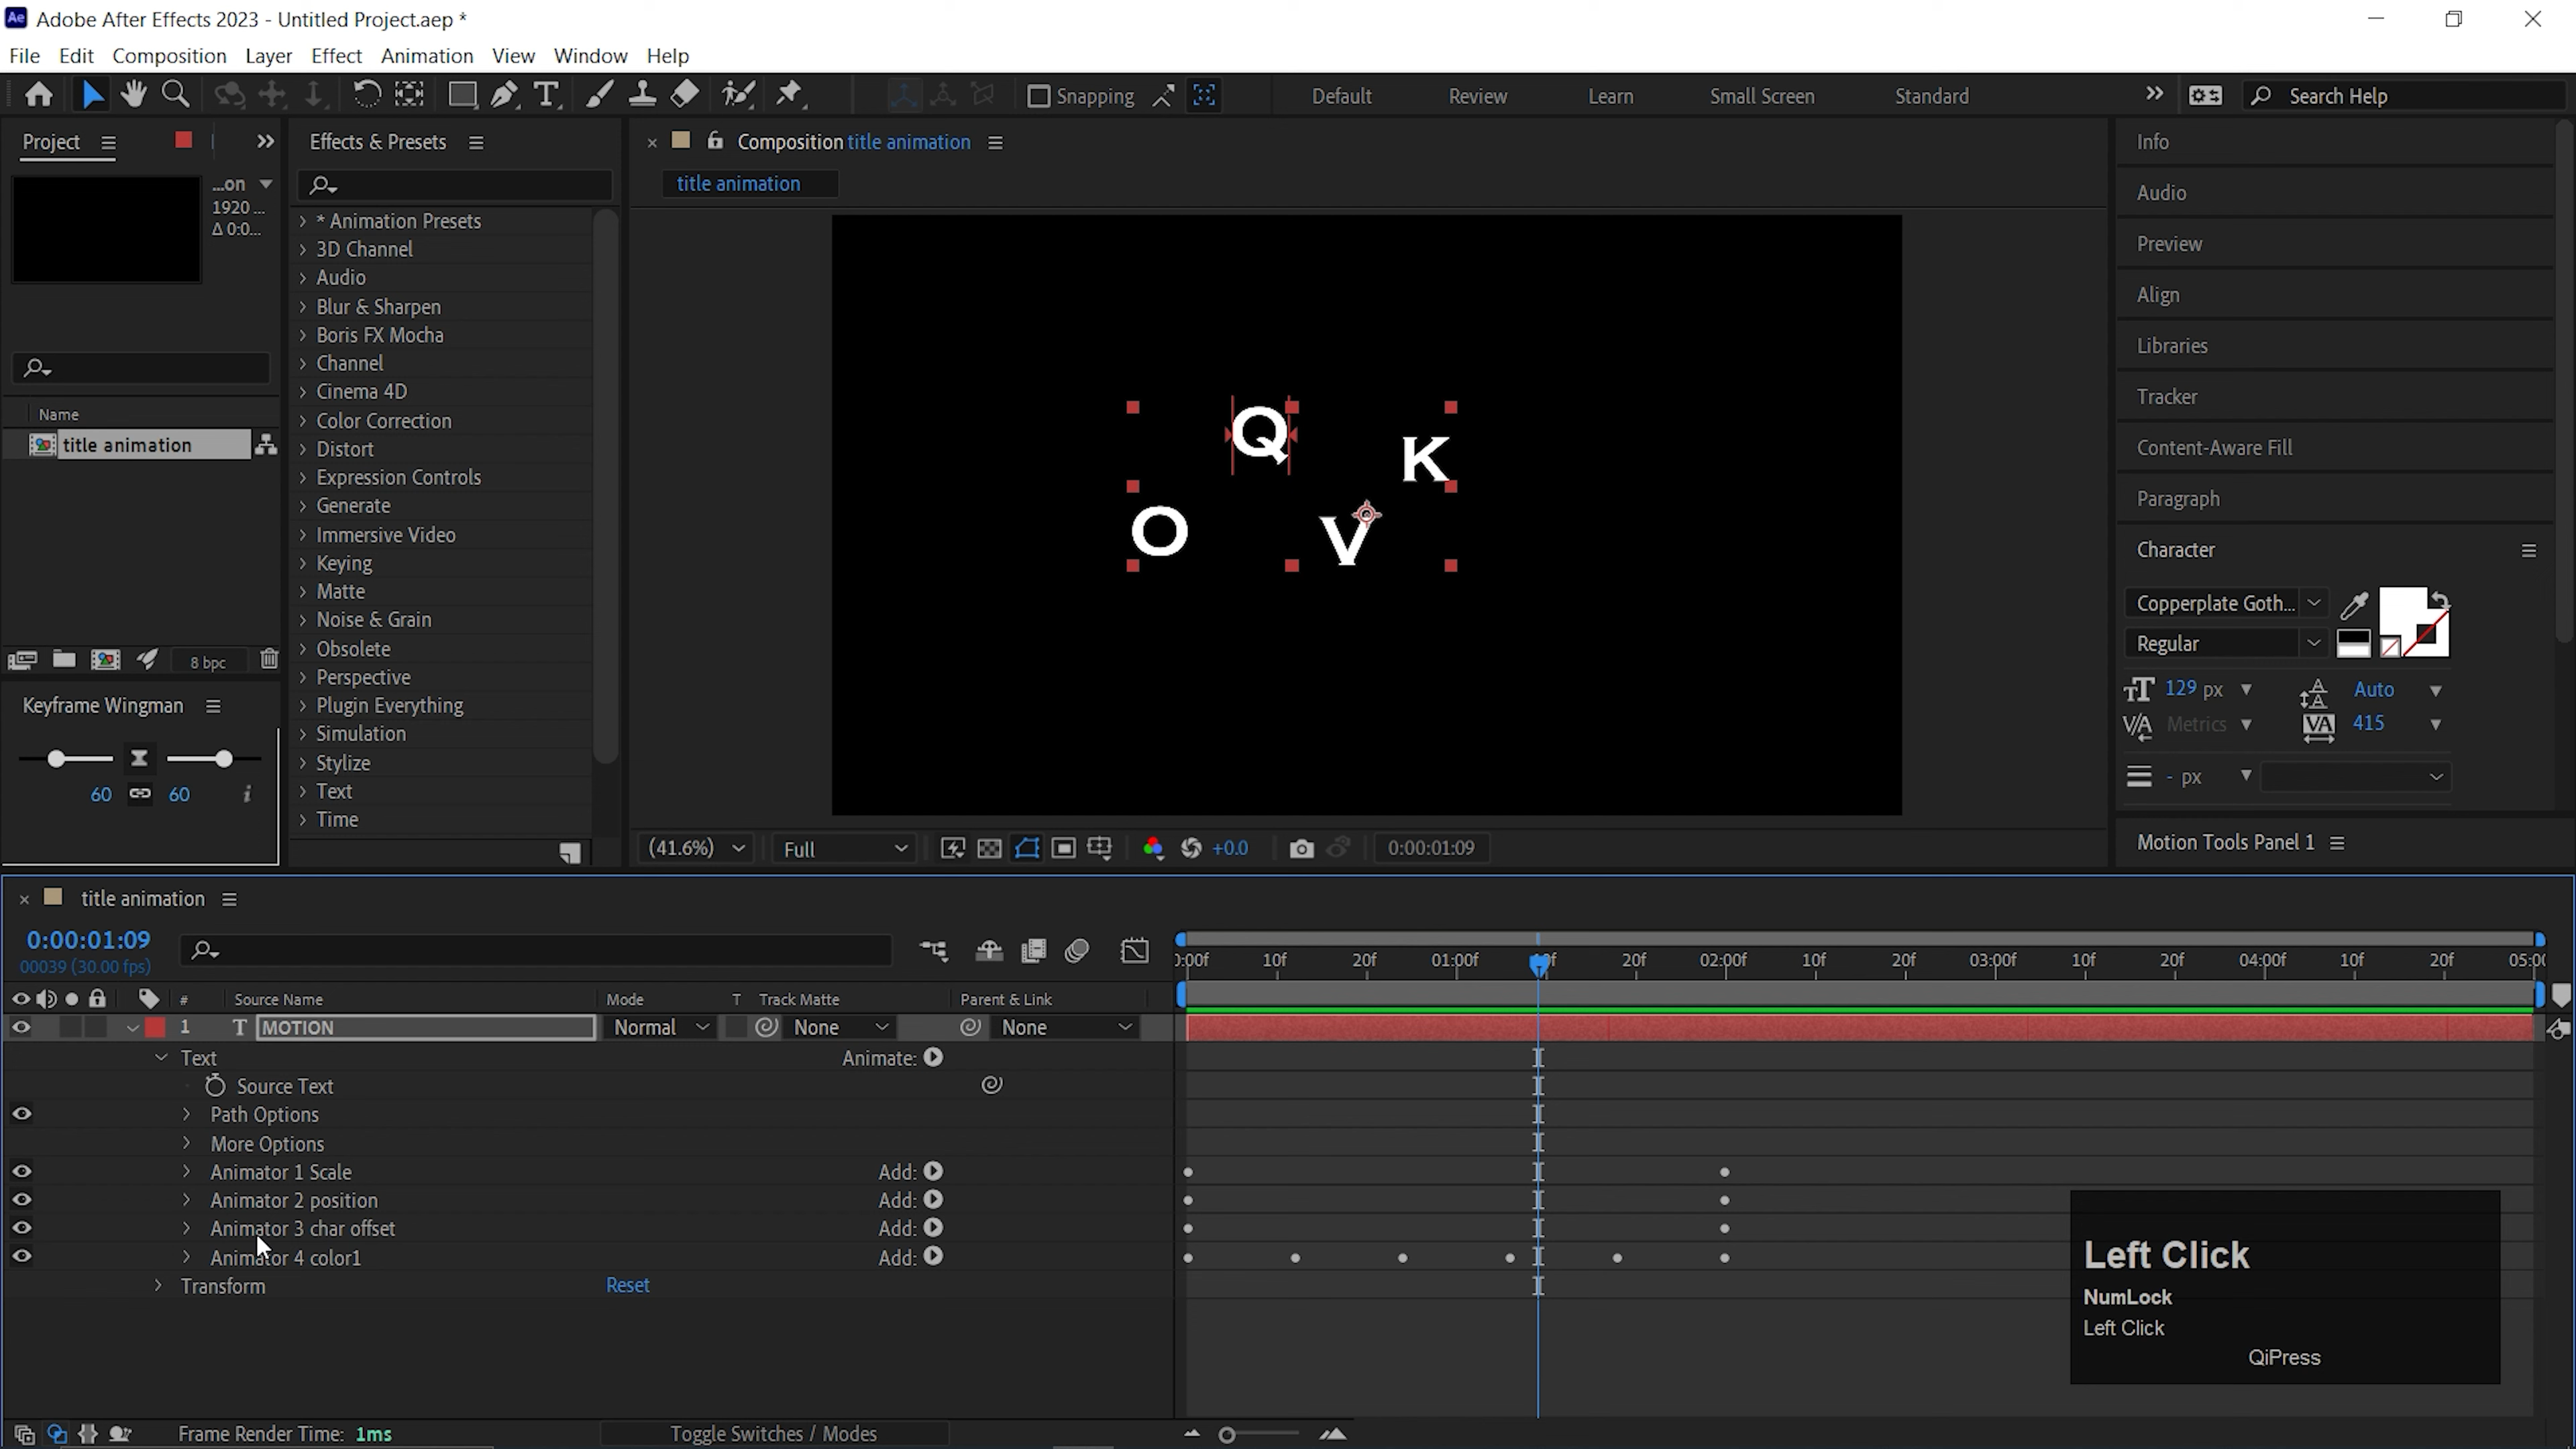 Ae Adobe After Effects 2023 - Untitled Project.aep *
File Edit Composition Layer Effect Animation View Window Help
Snapping Default Review Learn Small Screen Standard Search Help
Project
...on
1920 ...
Δ 0:0...
Name
title animation
8 bpc
Keyframe Wingman
60 60 i
Effects & Presets
* Animation Presets
3D Channel
Audio
Blur & Sharpen
Boris FX Mocha
Channel
Cinema 4D
Color Correction
Distort
Expression Controls
Generate
Immersive Video
Keying
Matte
Noise & Grain
Obsolete
Perspective
Plugin Everything
Simulation
Stylize
Text
Time
Composition title animation
title animation
Q
K
O
V
(41.6%) Full +0.0 0:00:01:09
Info
Audio
Preview
Align
Libraries
Tracker
Content-Aware Fill
Paragraph
Character
Copperplate Goth...
Regular
129 px Auto
Metrics 415
- px
Motion Tools Panel 1
title animation
0:00:01:09
00039 (30.00 fps)
:00f 10f 20f 01:00f 10f 20f 02:00f 10f 20f 03:00f 10f 20f 04:00f 10f 20f 05:00
# Source Name Mode T Track Matte Parent & Link
1 T MOTION Normal None None
Text Animate:
Source Text
Path Options
More Options
Animator 1 Scale Add:
Animator 2 position Add:
Animator 3 char offset Add:
Animator 4 color1 Add:
Transform Reset
Left Click
NumLock
Left Click
QiPress
Frame Render Time: 1ms Toggle Switches / Modes